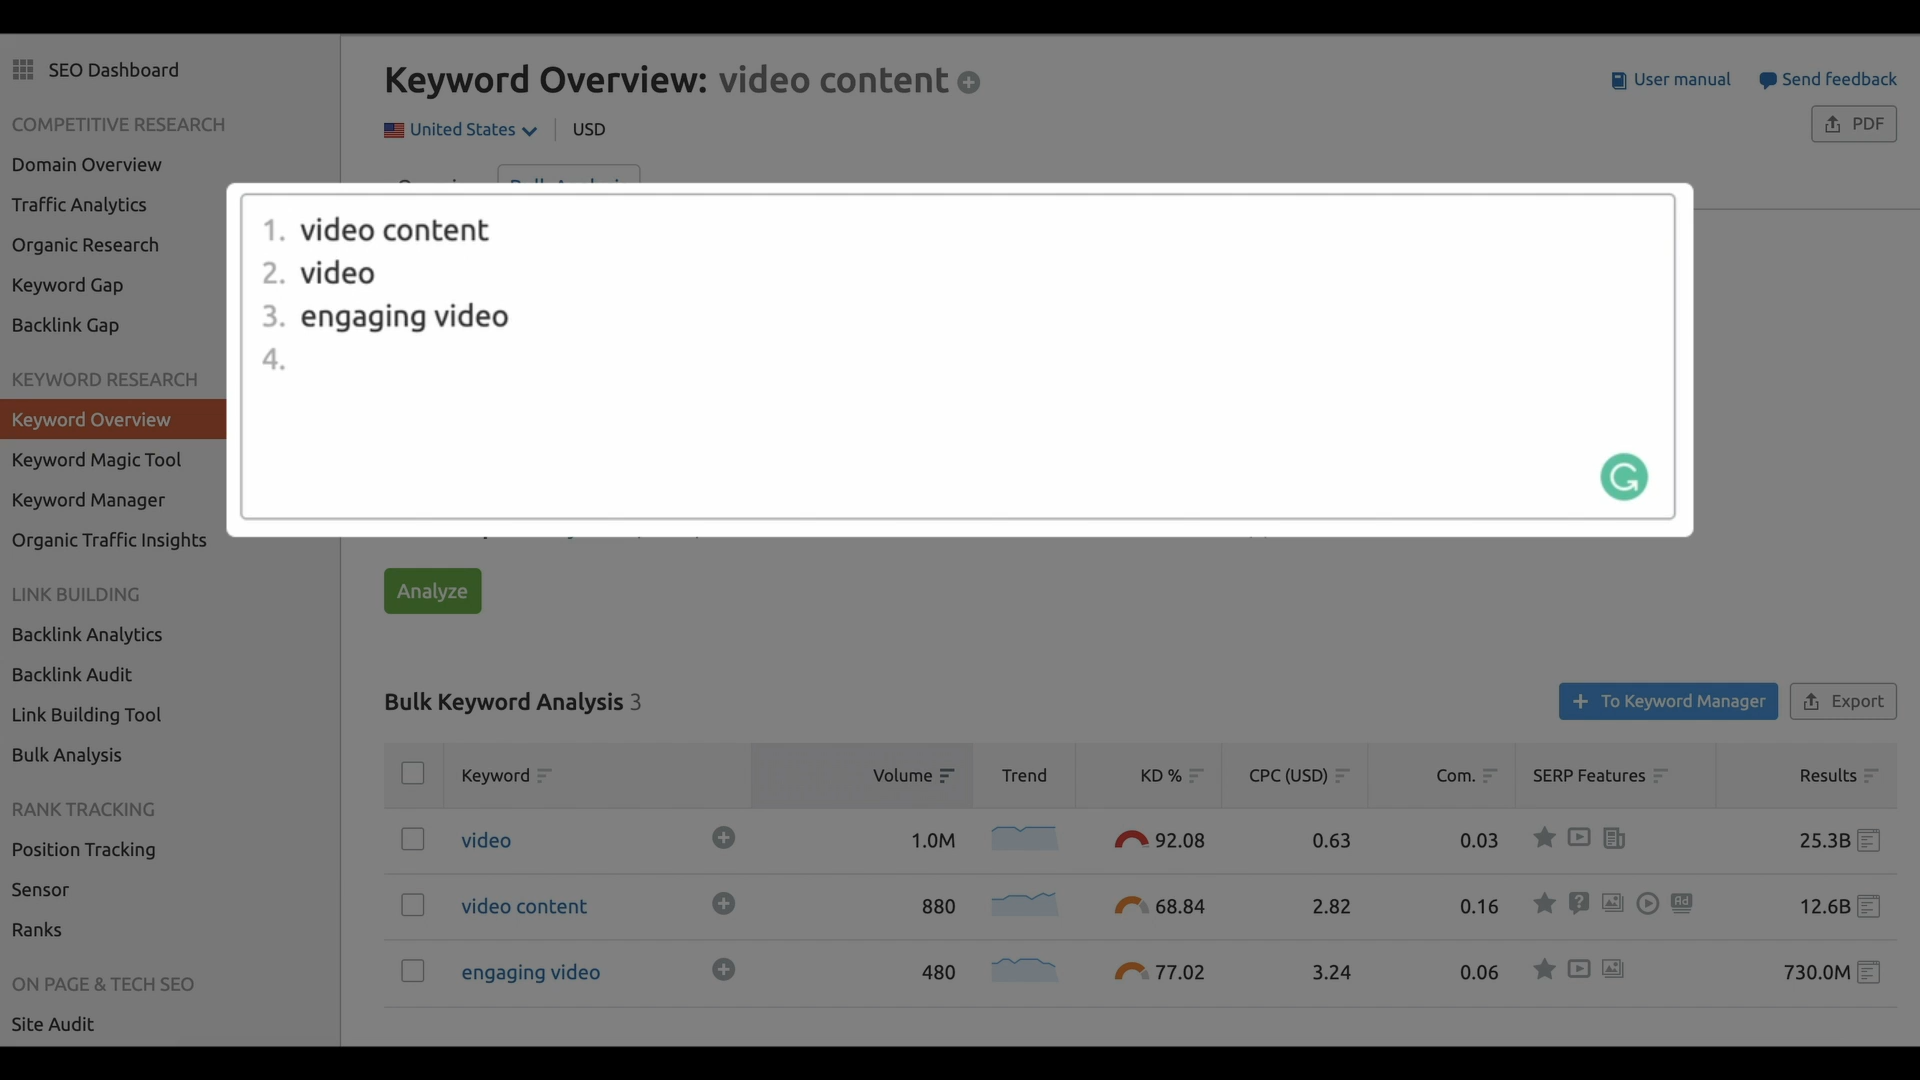 SEO Dashboard
COMPETITIVE RESEARCH
Domain Overview
Traffic Analytics
Organic Research
Keyword Gap
Backlink Gap
KEYWORD RESEARCH
Keyword Overview
Keyword Magic Tool
Keyword Manager
Organic Traffic Insights
LINK BUILDING
Backlink Analytics
Backlink Audit
Link Building Tool
Bulk Analysis
RANK TRACKING
Position Tracking
Sensor
Ranks
ON PAGE & TECH SEO
Site Audit
Keyword Overview: video content
User manual Send feedback
United States USD
PDF
1. video content
2. video
3. engaging video
4.
Analyze
Bulk Keyword Analysis 3
To Keyword Manager Export
Keyword Volume Trend KD % CPC (USD) Com. SERP Features Results
video 1.0M 92.08 0.63 0.03 25.3B
video content 880 68.84 2.82 0.16 Ad 12.6B
engaging video 480 77.02 3.24 0.06 730.0M